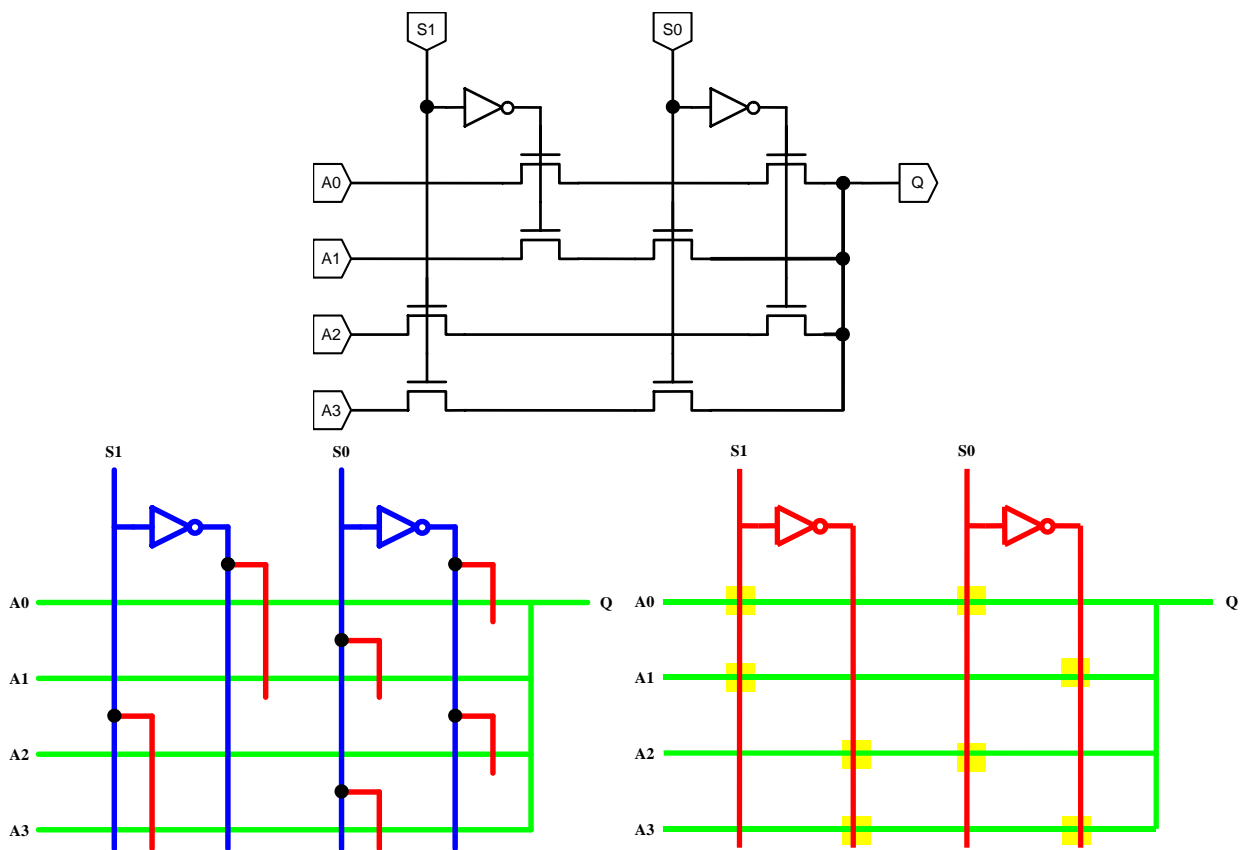 S1 S0
A0 Q
A1
A2
A3
S1 S0 S1 S0
A0 Q A0 Q
A1 A1
A2 A2
A3 A3